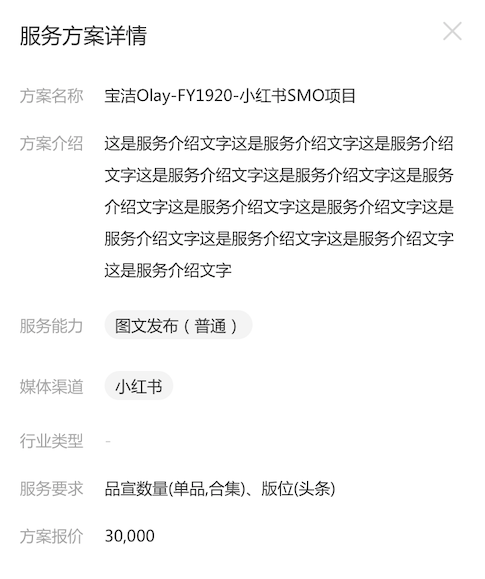 服务方案详情
方案名称 宝洁Olay-FY1920-小红书SMO项目
方案介绍 这是服务介绍文字这是服务介绍文字这是服务介绍
文字这是服务介绍文字这是服务介绍文字这是服务
介绍文字这是服务介绍文字这是服务介绍文字这是
服务介绍文字这是服务介绍文字这是服务介绍文字
这是服务介绍文字
服务能力 图文发布（普通）
媒体渠道 小红书
行业类型 -
服务要求 品宣数量(单品,合集)、版位(头条)
方案报价 30,000